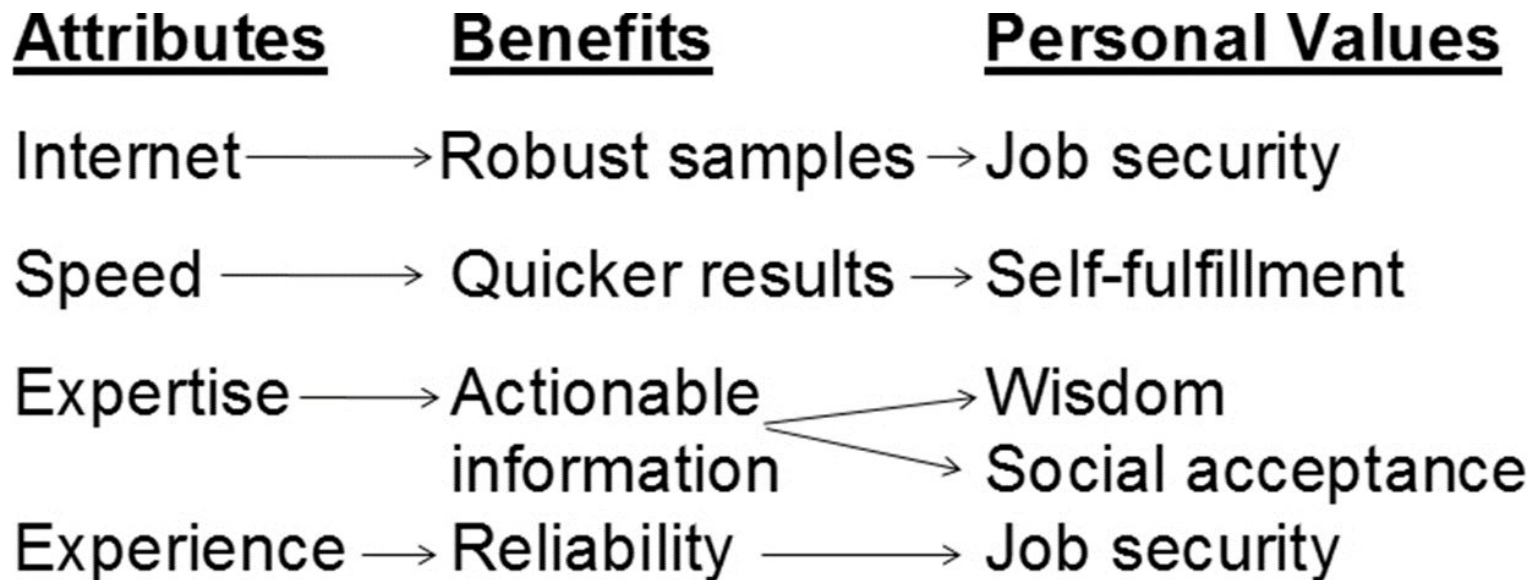 Attributes Benefits Personal Values
Internet Robust samples Job security
Speed Quicker results Self-fulfillment
Expertise Actionable Wisdom
information Social acceptance
Experience Reliability Job security